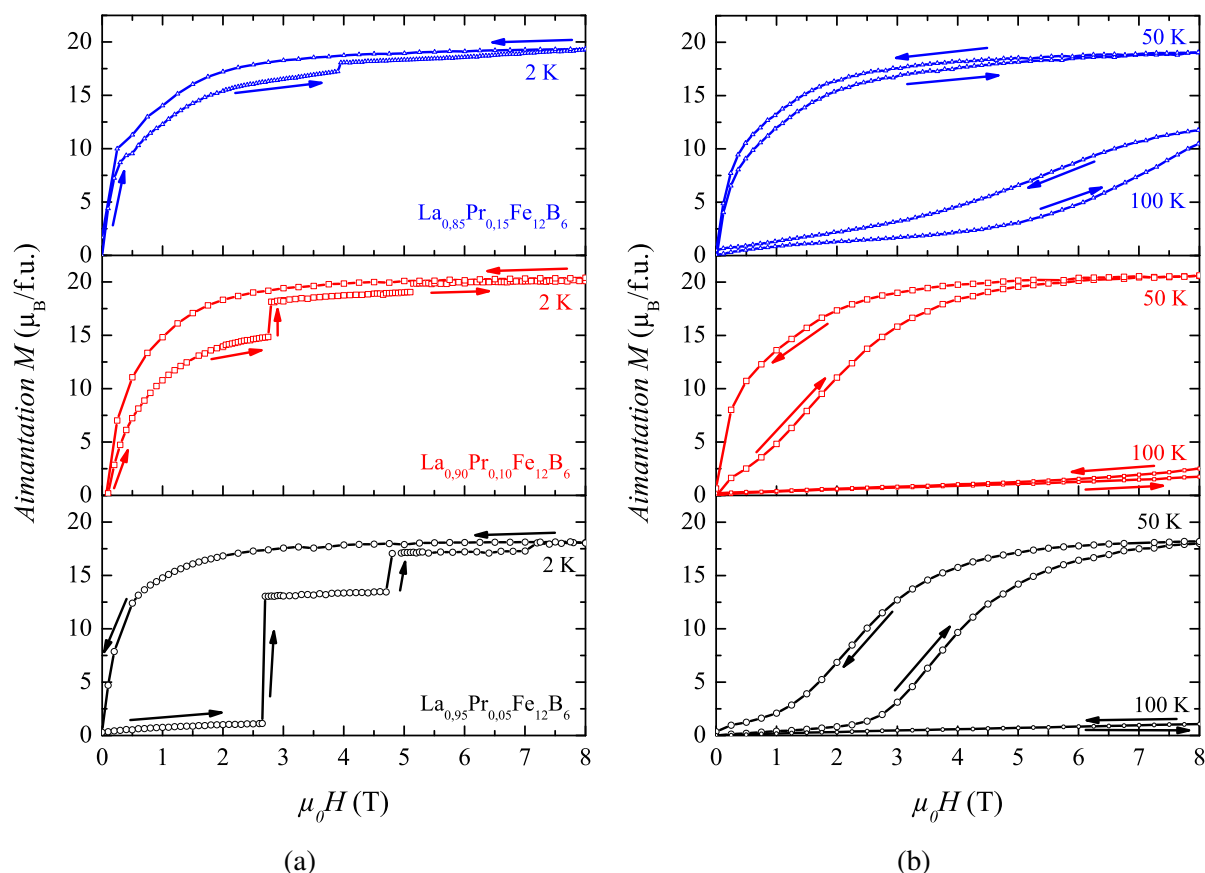 20
15
10
5
0
2 K
La0,85Pr0,15Fe12B6
20
15
10
5
0
2 K
La0,90Pr0,10Fe12B6
20
15
10
5
0
2 K
La0,95Pr0,05Fe12B6
0 1 2 3 4 5 6 7 8
Aimantation M (μB/f.u.)
μ0H (T)
(a)
20
15
10
5
0
50 K
100 K
20
15
10
5
0
50 K
100 K
20
15
10
5
0
50 K
100 K
0 1 2 3 4 5 6 7 8
Aimantation M (μB/f.u.)
μ0H (T)
(b)